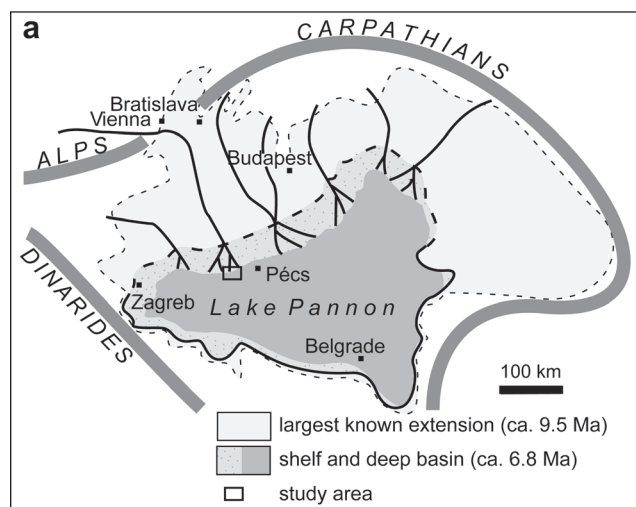 a
CARPATHIANS
Bratislava
Vienna
ALPS
Budapest
DINARIDES
Pécs
Zagreb
Lake Pannon
Belgrade
100 km
largest known extension (ca. 9.5 Ma)
shelf and deep basin (ca. 6.8 Ma)
study area